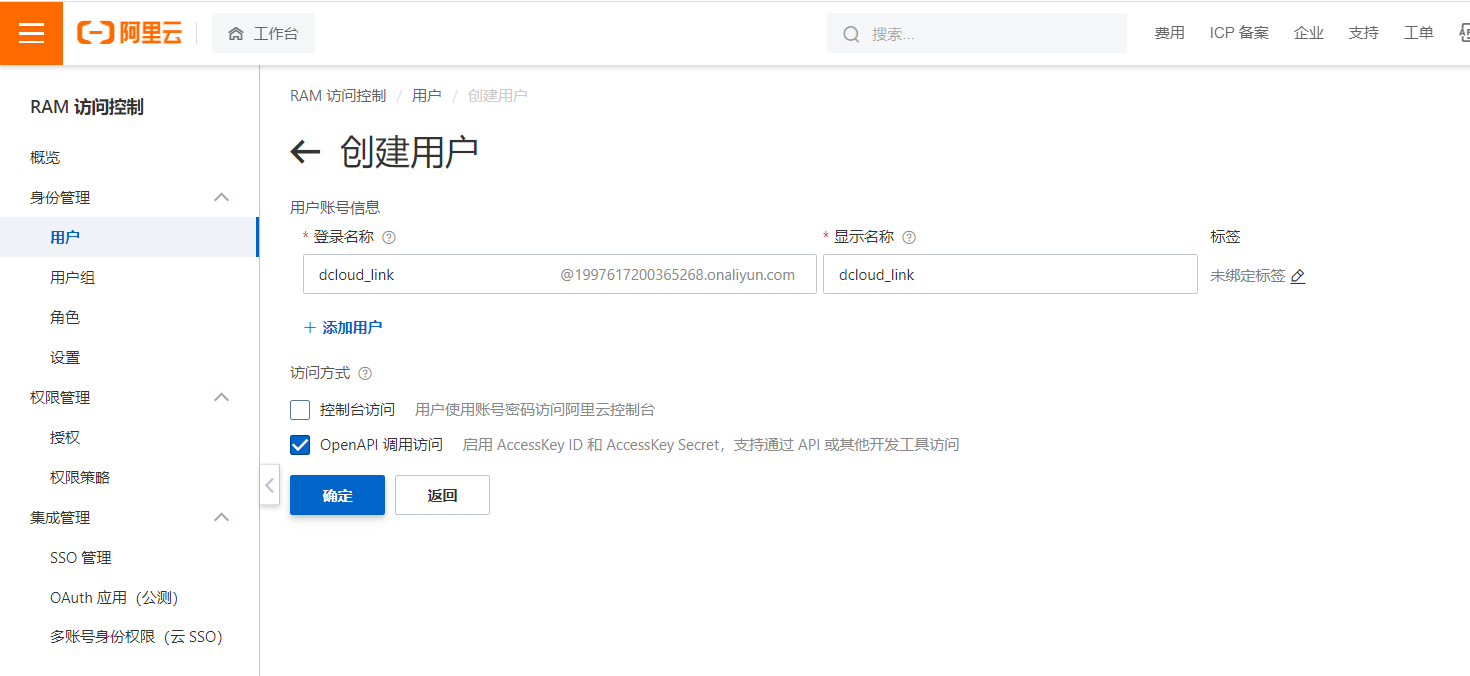 阿里云 工作台 搜索... 费用 ICP 备案 企业 支持 工单
RAM 访问控制
概览
身份管理
用户
用户组
角色
设置
权限管理
授权
权限策略
集成管理
SSO 管理
OAuth 应用（公测）
多账号身份权限（云 SSO）
RAM 访问控制 / 用户 / 创建用户
创建用户
用户账号信息
* 登录名称 * 显示名称 标签
dcloud_link @1997617200365268.onaliyun.com dcloud_link 未绑定标签
+ 添加用户
访问方式
控制台访问 用户使用账号密码访问阿里云控制台
OpenAPI 调用访问 启用 AccessKey ID 和 AccessKey Secret，支持通过 API 或其他开发工具访问
确定 返回